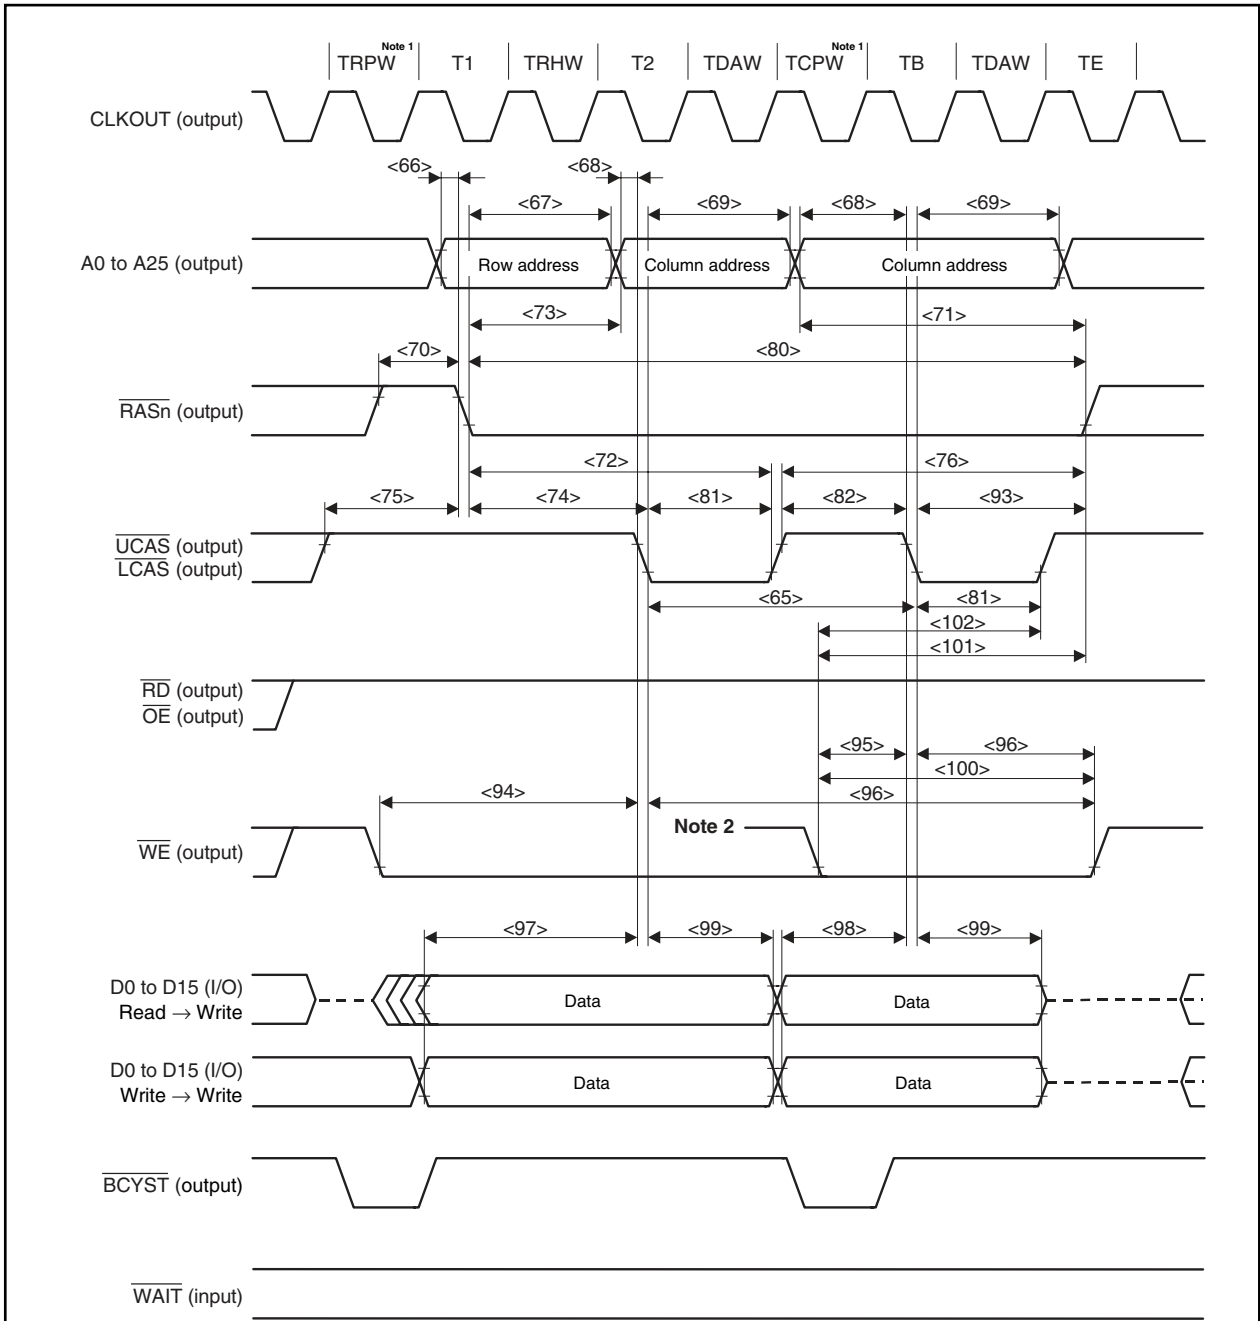 Note 1 Note 1
TRPW T1 TRHW T2 TDAW TCPW TB TDAW TE
CLKOUT (output)
<66> <68>
<67> <69> <68> <69>
A0 to A25 (output) Row address Column address Column address
<73> <71>
<70> <80>
RASn (output)
<72> <76>
<75> <74> <81> <82> <93>
UCAS (output)
LCAS (output)
<65> <81>
<102>
<101>
RD (output)
OE (output)
<95> <96>
<100>
<94> <96>
Note 2
WE (output)
<97> <99> <98> <99>
D0 to D15 (I/O)
Read → Write
Data Data
D0 to D15 (I/O)
Write → Write
Data Data
BCYST (output)
WAIT (input)